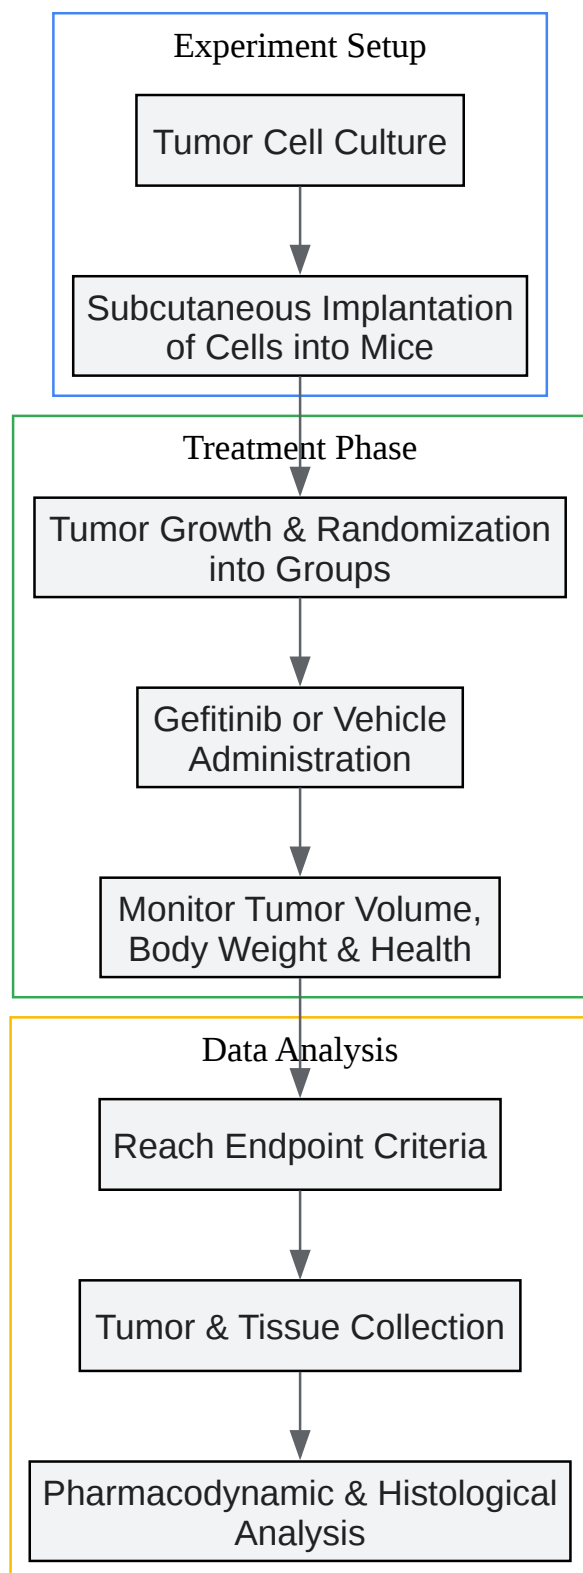 Experiment Setup
Tumor Cell Culture
Subcutaneous Implantation
of Cells into Mice
Treatment Phase
Tumor Growth & Randomization
into Groups
Gefitinib or Vehicle
Administration
Monitor Tumor Volume,
Body Weight & Health
Data Analysis
Reach Endpoint Criteria
Tumor & Tissue Collection
Pharmacodynamic & Histological
Analysis